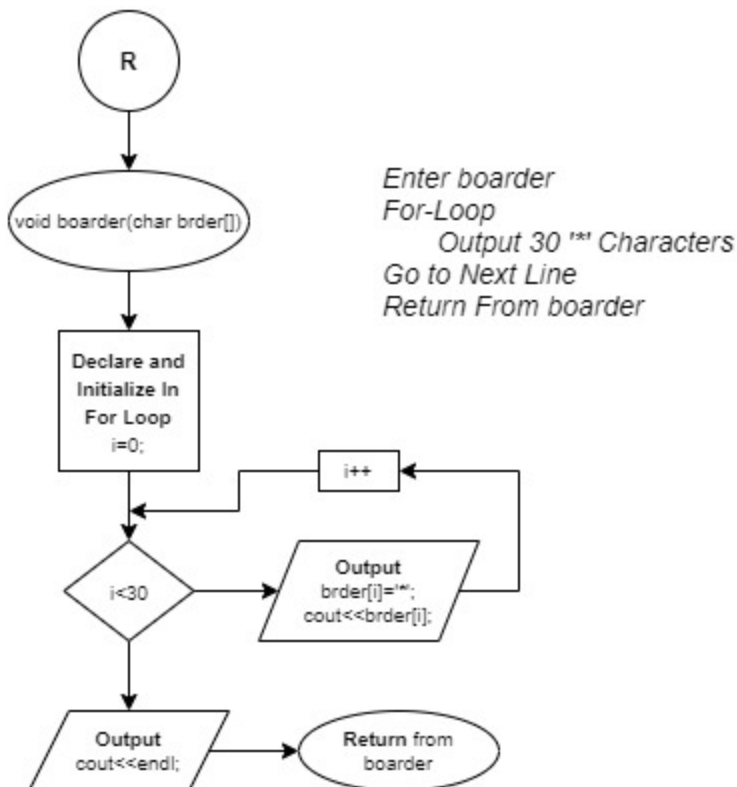 R
void boarder(char brder[])
Enter boarder
For-Loop
Output 30 '*' Characters
Go to Next Line
Return From boarder
Declare and
Initialize In
For Loop
i=0;
i++
i<30
Output
brder[i]='*';
cout<<brder[i];
Output
cout<<endl;
Return from
boarder